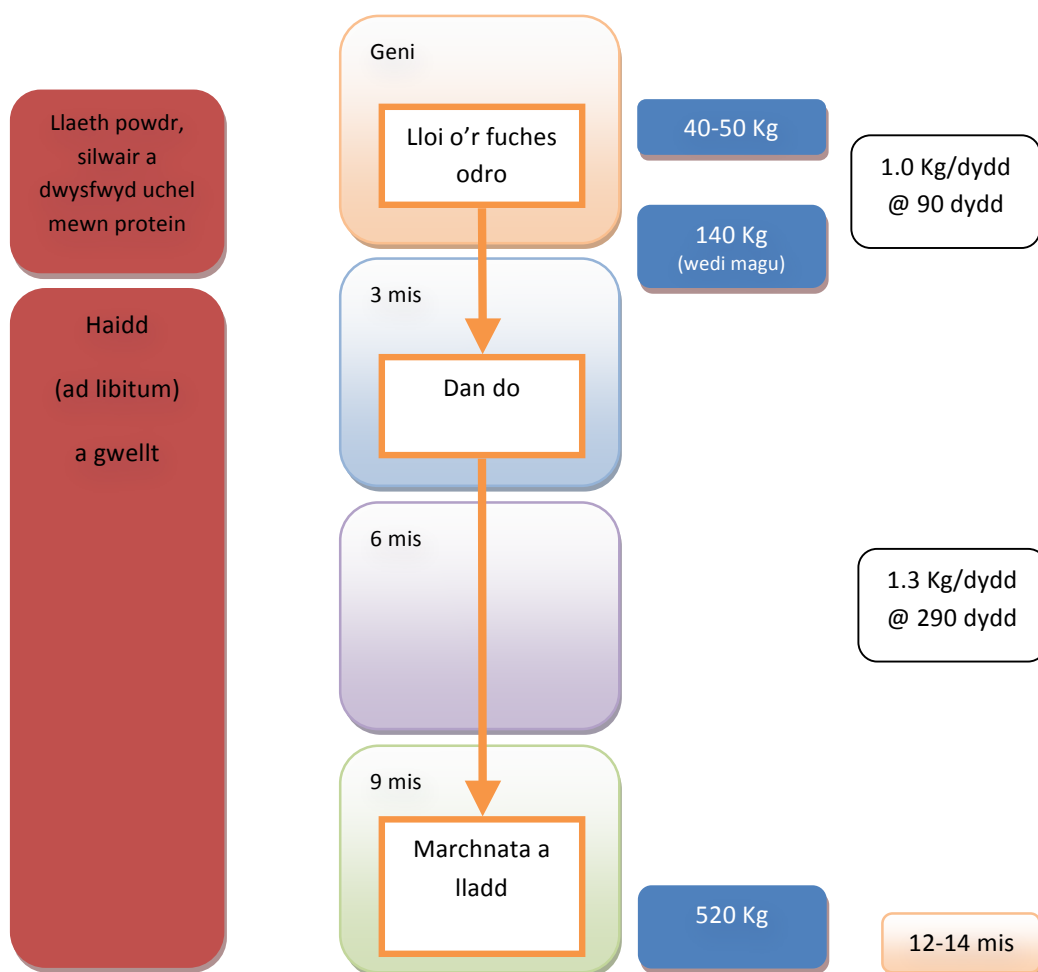 Geni
Llaeth powdr,
silwair a
dwysfwyd uchel
mewn protein
Lloi o’r fuches
odro
40-50 Kg
1.0 Kg/dydd
@ 90 dydd
140 Kg
(wedi magu)
3 mis
Haidd
(ad libitum)
a gwellt
Dan do
6 mis
1.3 Kg/dydd
@ 290 dydd
9 mis
Marchnata a
lladd
520 Kg
12-14 mis